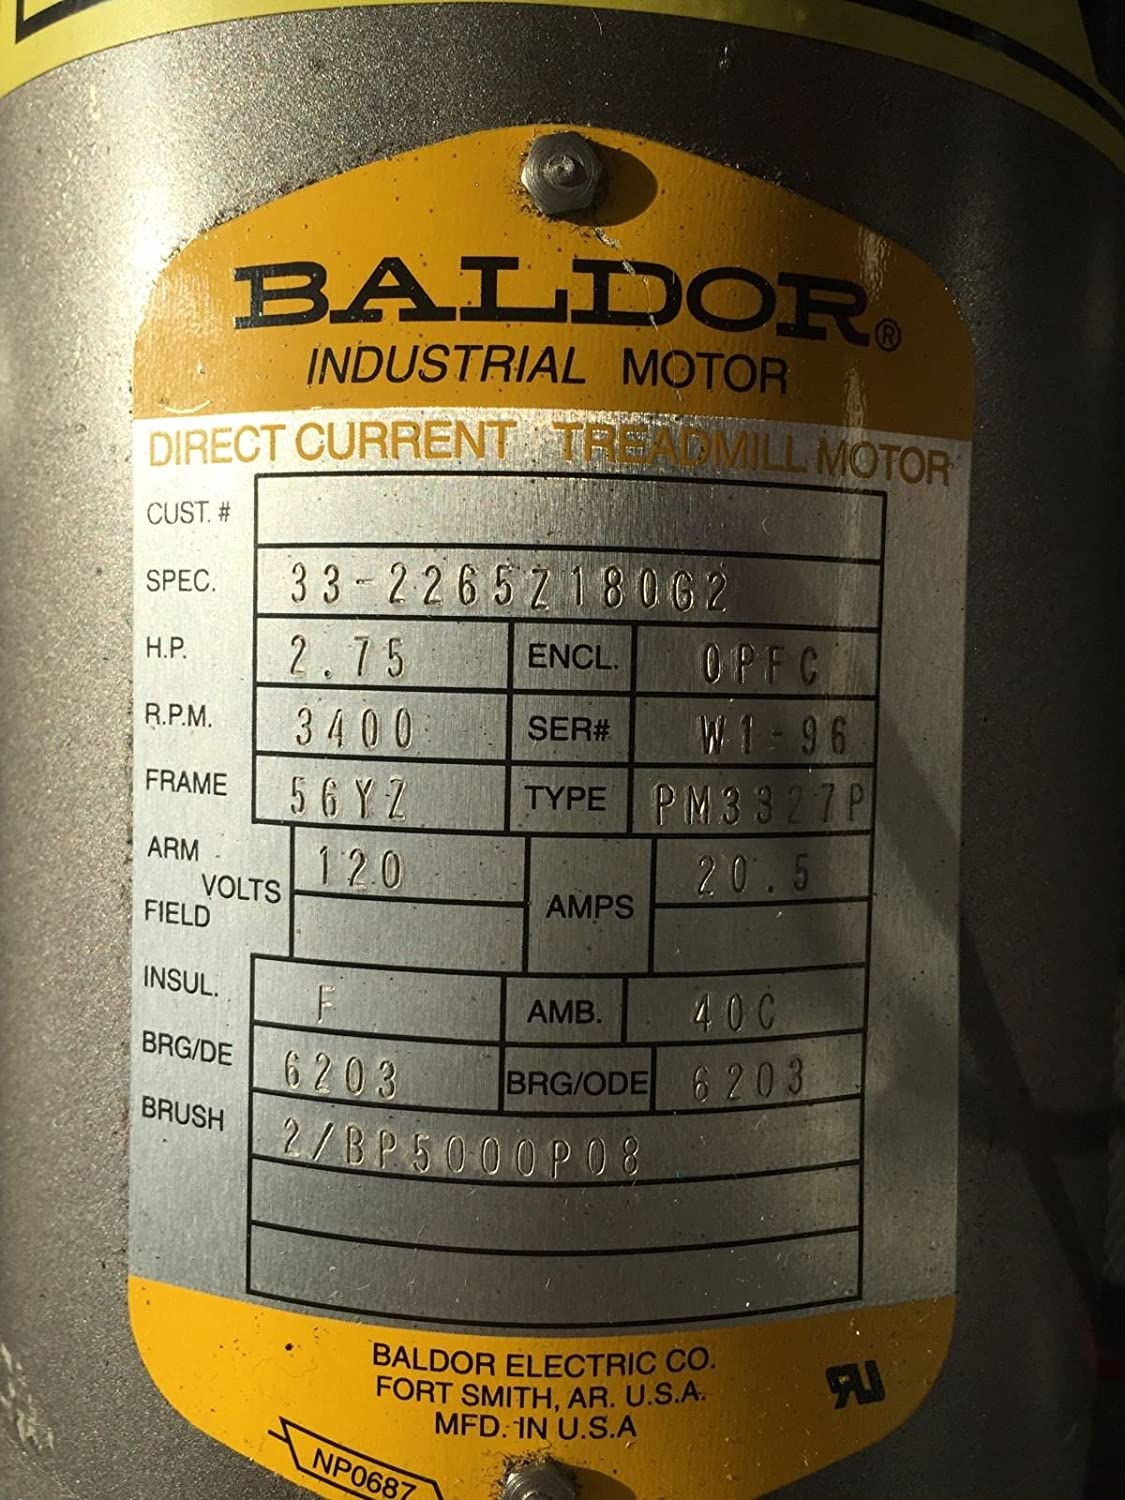 BALDOR®
INDUSTRIAL MOTOR
DIRECT CURRENT TREADMILL MOTOR
CUST. #
SPEC. 33-2265Z180G2
H.P. 2.75 ENCL. OPFC
R.P.M. 3400 SER# W1-96
FRAME 56YZ TYPE PM3327P
ARM VOLTS 120 AMPS 20.5
FIELD
INSUL. F AMB. 40C
BRG/DE 6203 BRG/ODE 6203
BRUSH 2/BP5000P08
BALDOR ELECTRIC CO.
FORT SMITH, AR. U.S.A.
MFD. IN U.S.A
RU
NP0687